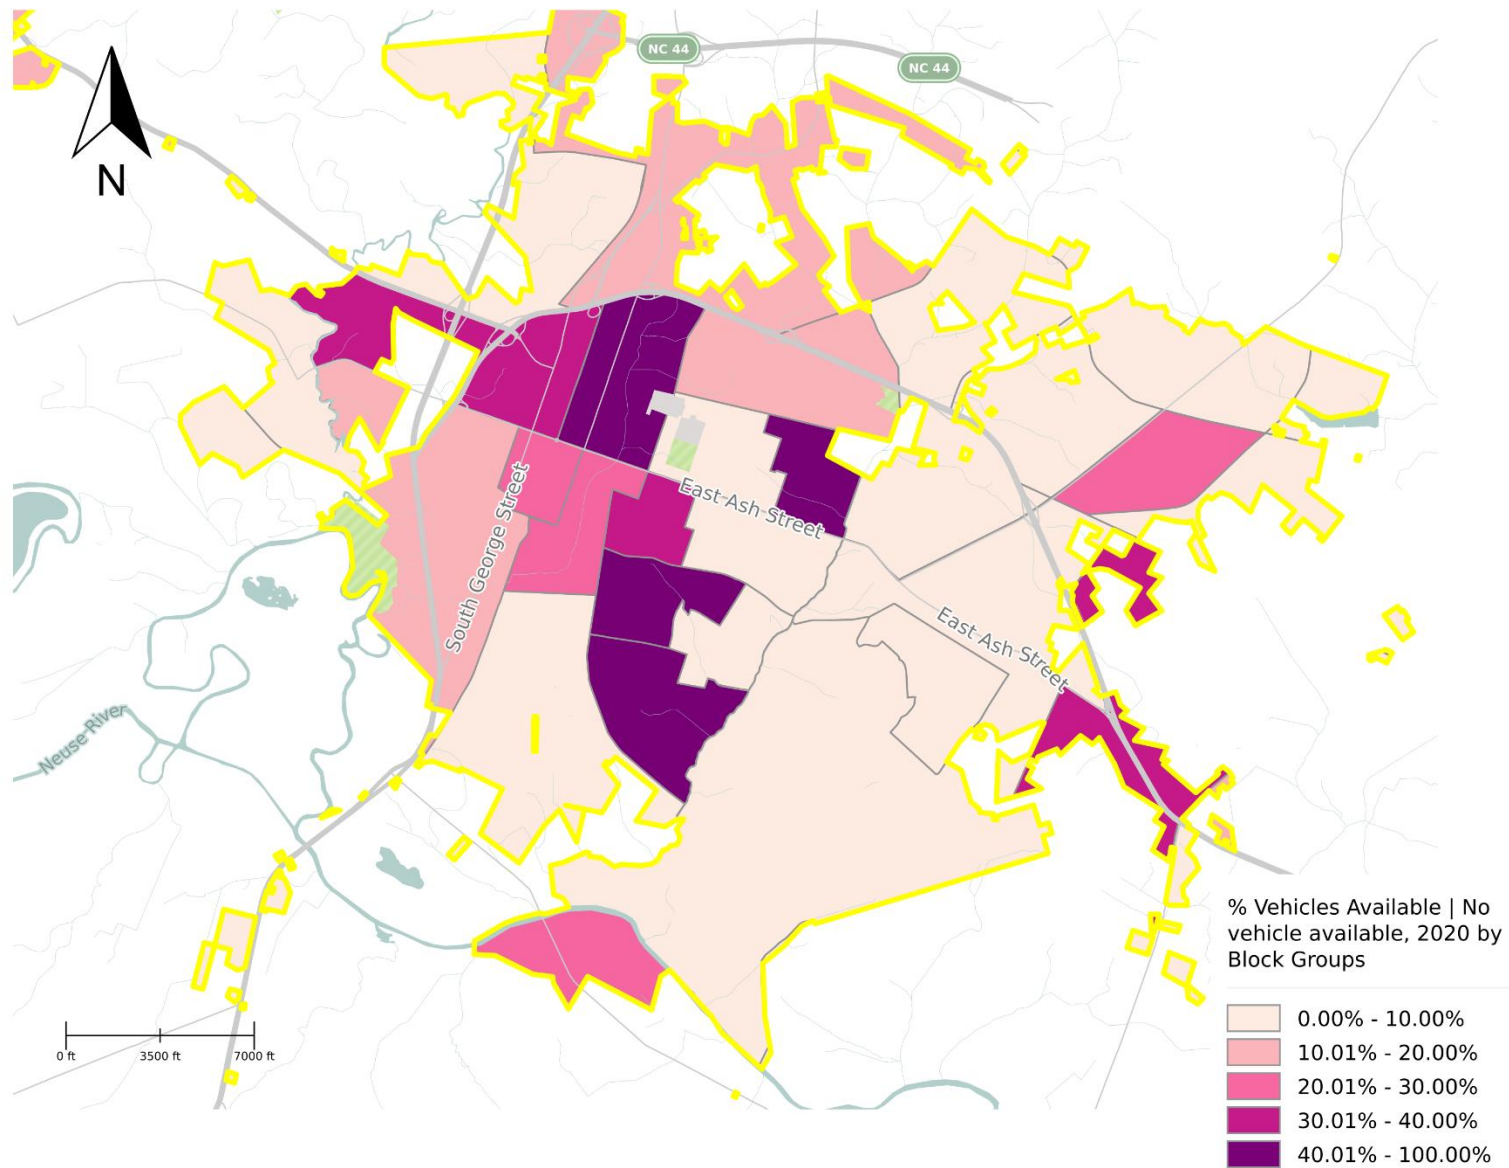 NC 44
NC 44
N
East Ash Street
South George Street
East Ash Street
Neuse River
% Vehicles Available | No
vehicle available, 2020 by
Block Groups
0.00% - 10.00%
10.01% - 20.00%
20.01% - 30.00%
30.01% - 40.00%
40.01% - 100.00%
0 ft
3500 ft
7000 ft